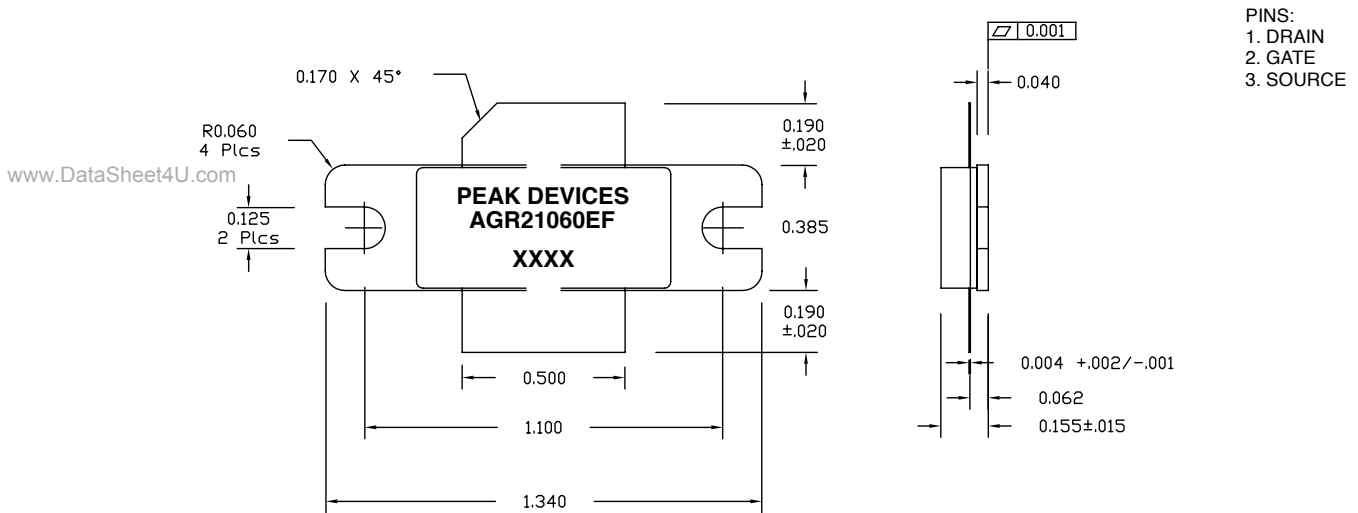 PINS:
1. DRAIN
2. GATE
3. SOURCE
0.001
0.040
0.170 X 45°
0.190
±.020
R0.060
4 Plcs
www.DataSheet4U.com
PEAK DEVICES
AGR21060EF
XXXX
0.125
2 Plcs
0.385
0.190
±.020
0.500
0.004 +.002/-.001
0.062
0.155±.015
1.100
1.340